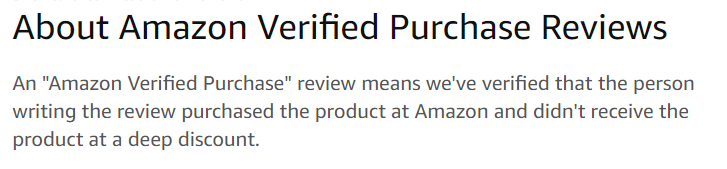 About Amazon Verified Purchase Reviews
An "Amazon Verified Purchase" review means we've verified that the person
writing the review purchased the product at Amazon and didn't receive the
product at a deep discount.